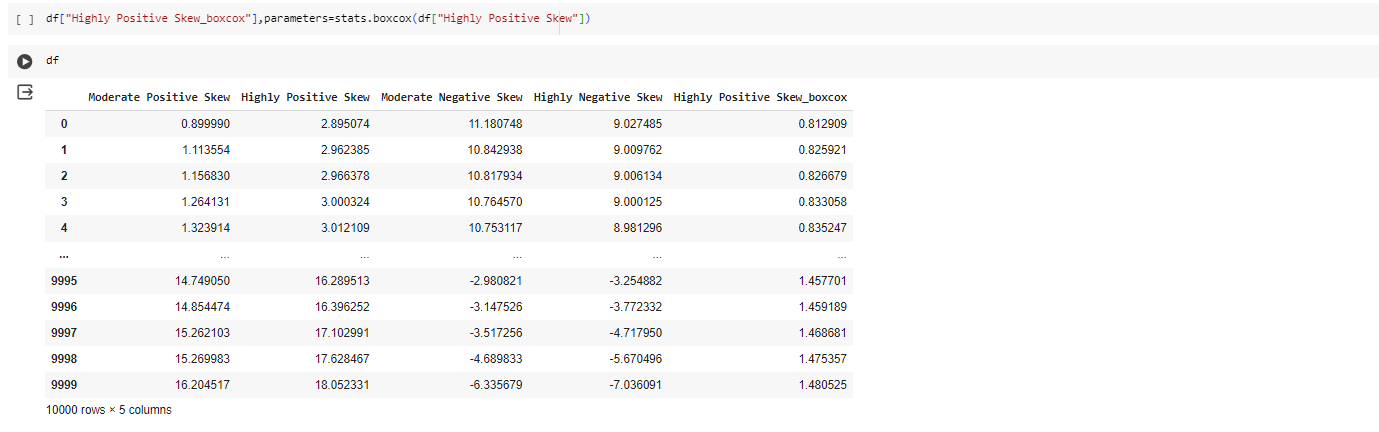 [ ] df["Highly Positive Skew_boxcox"],parameters=stats.boxcox(df["Highly Positive Skew"])
df
Moderate Positive Skew Highly Positive Skew Moderate Negative Skew Highly Negative Skew Highly Positive Skew_boxcox
0 0.899990 2.895074 11.180748 9.027485 0.812909
1 1.113554 2.962385 10.842938 9.009762 0.825921
2 1.156830 2.966378 10.817934 9.006134 0.826679
3 1.264131 3.000324 10.764570 9.000125 0.833058
4 1.323914 3.012109 10.753117 8.981296 0.835247
... ... ... ... ... ...
9995 14.749050 16.289513 -2.980821 -3.254882 1.457701
9996 14.854474 16.396252 -3.147526 -3.772332 1.459189
9997 15.262103 17.102991 -3.517256 -4.717950 1.468681
9998 15.269983 17.628467 -4.689833 -5.670496 1.475357
9999 16.204517 18.052331 -6.335679 -7.036091 1.480525
10000 rows × 5 columns